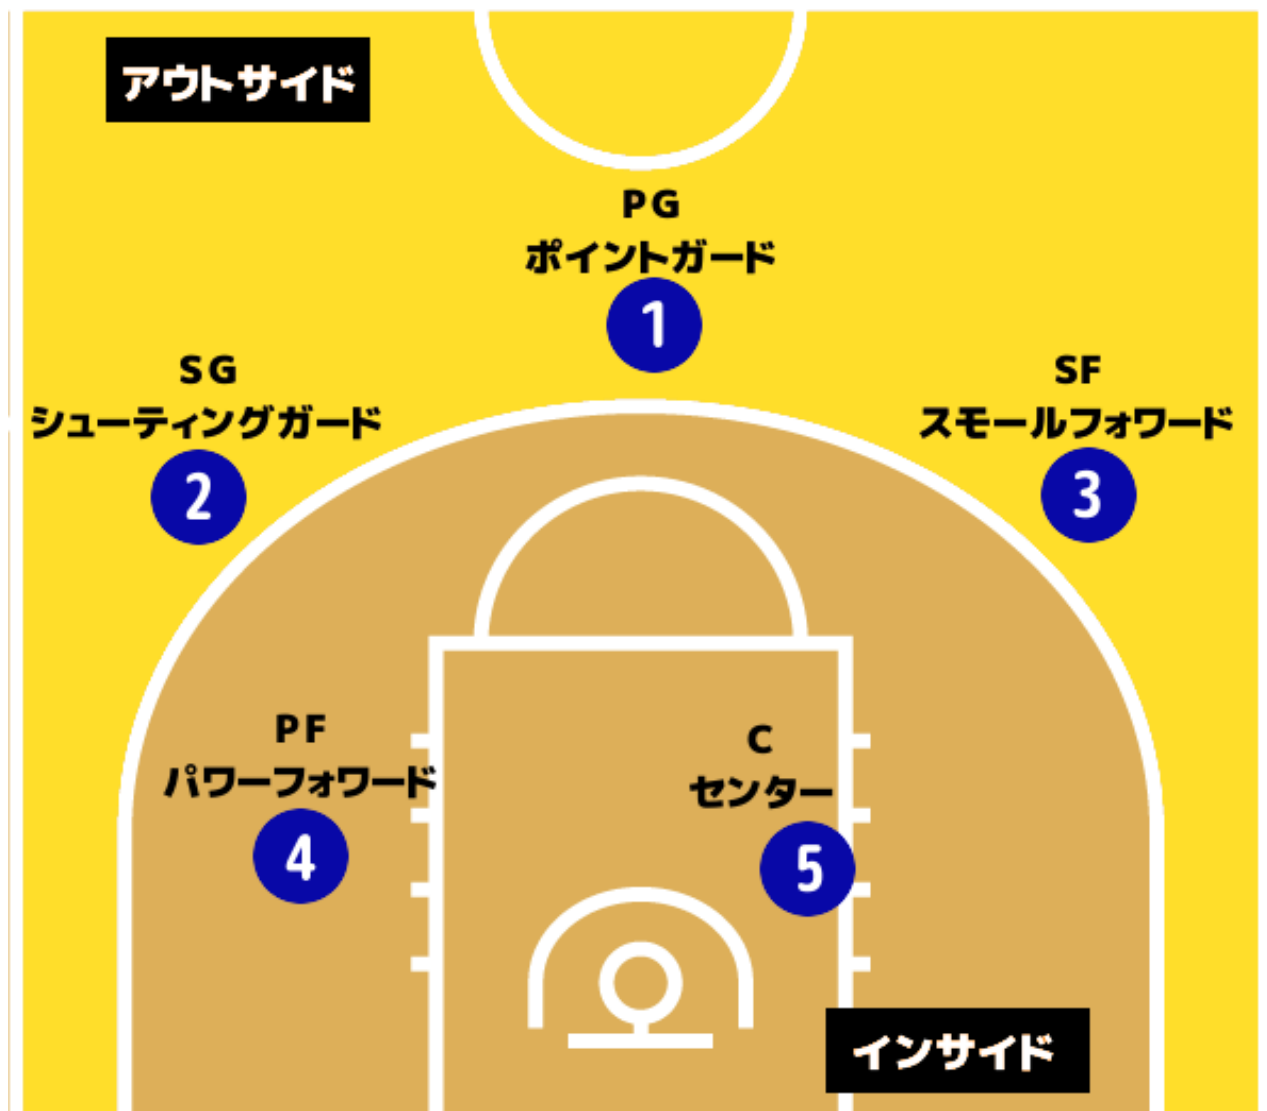 アウトサイド
PG
ポイントガード
1
SG
シューティングガード
2
SF
スモールフォワード
3
PF
パワーフォワード
4
C
センター
5
インサイド